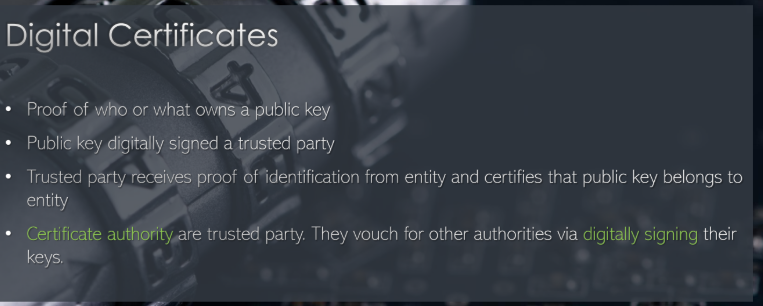 Digital Certificates
• Proof of who or what owns a public key
• Public key digitally signed a trusted party
• Trusted party receives proof of identification from entity and certifies that public key belongs to
entity
• Certificate authority are trusted party. They vouch for other authorities via digitally signing their
keys.